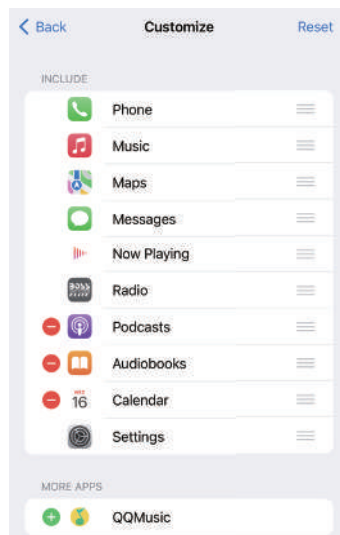 Back Customize Reset
INCLUDE
Phone
Music
Maps
Messages
Now Playing
BOSS
Radio
Podcasts
Audiobooks
16 Calendar
Settings
MORE APPS
QQMusic